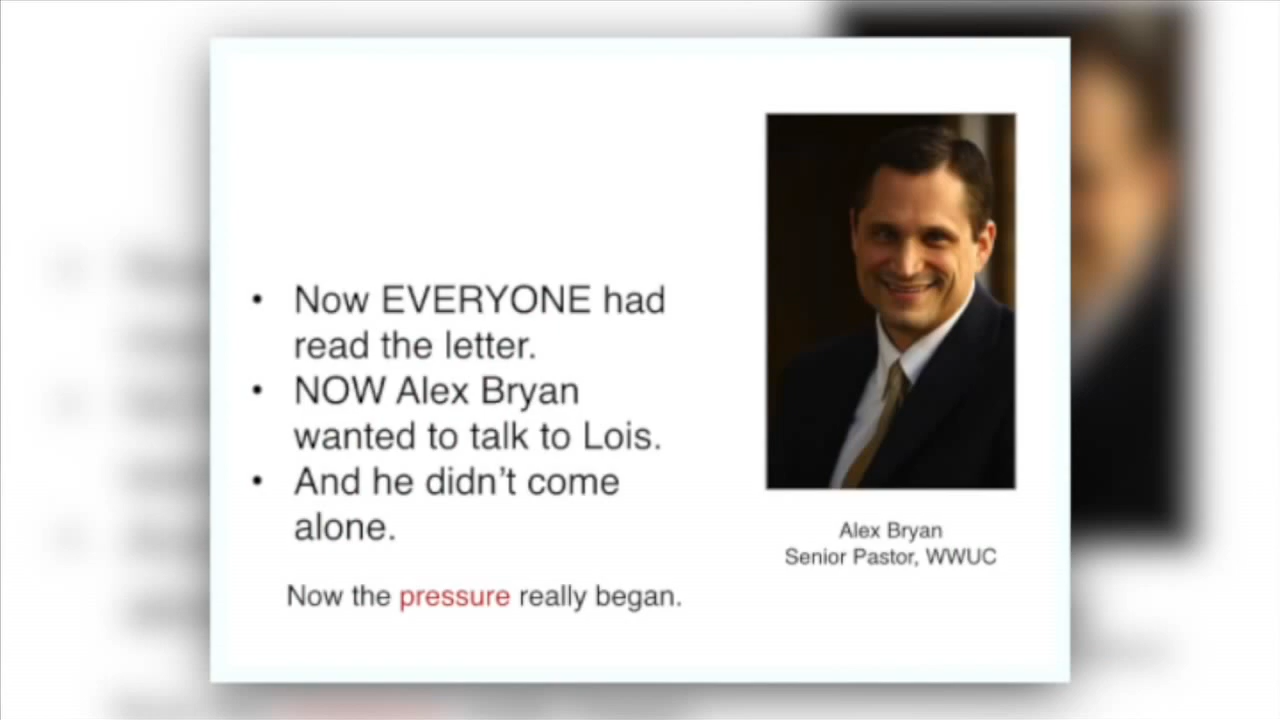 • Now EVERYONE had
read the letter.
• NOW Alex Bryan
wanted to talk to Lois.
• And he didn't come
alone.
Now the pressure really began.
Alex Bryan
Senior Pastor, WWUC